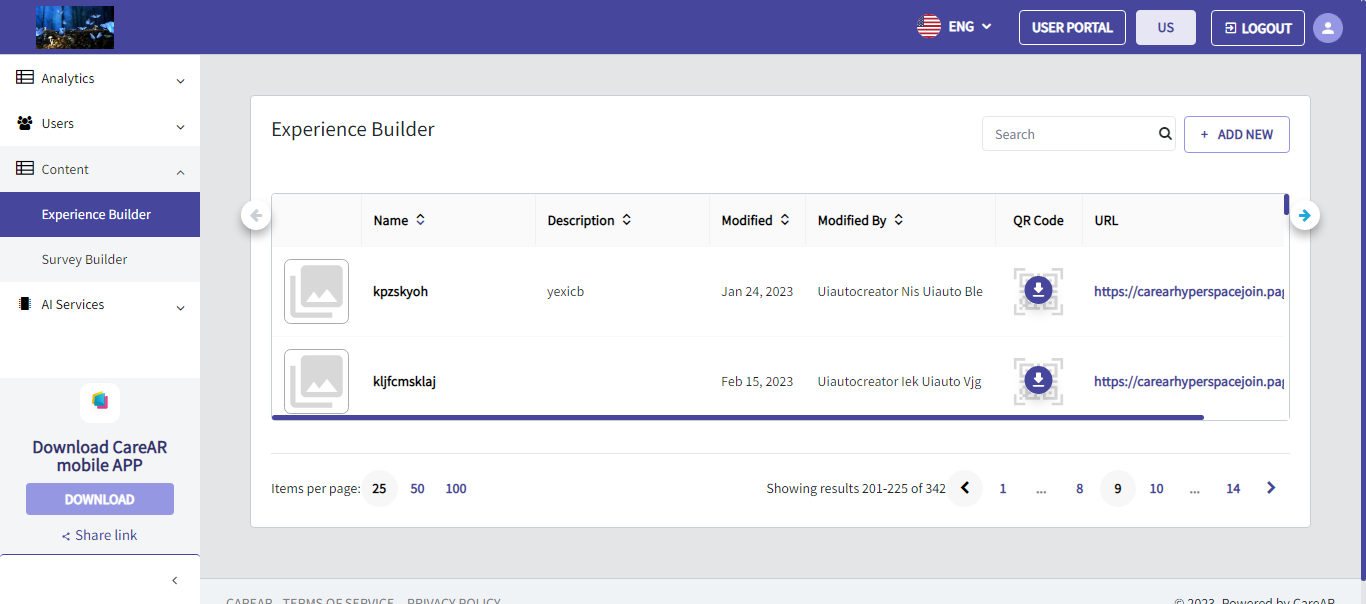 ENG USER PORTAL US LOGOUT
Analytics
Users
Content
Experience Builder
Survey Builder
AI Services
Download CareAR
mobile APP
DOWNLOAD
Share link
Experience Builder
Search
+ ADD NEW
Name Description Modified Modified By QR Code URL
kpzskyoh yexicb Jan 24, 2023 Uiautocreator Nis Uiauto Ble https://carearhyperspacejoin.pag
kljfcmsklaj Feb 15, 2023 Uiautocreator Iek Uiauto Vjg https://carearhyperspacejoin.pag
Items per page: 25 50 100 Showing results 201-225 of 342 1 ... 8 9 10 ... 14
CAREAR TERMS OF SERVICE PRIVACY POLICY © 2023, Powered by CareAR